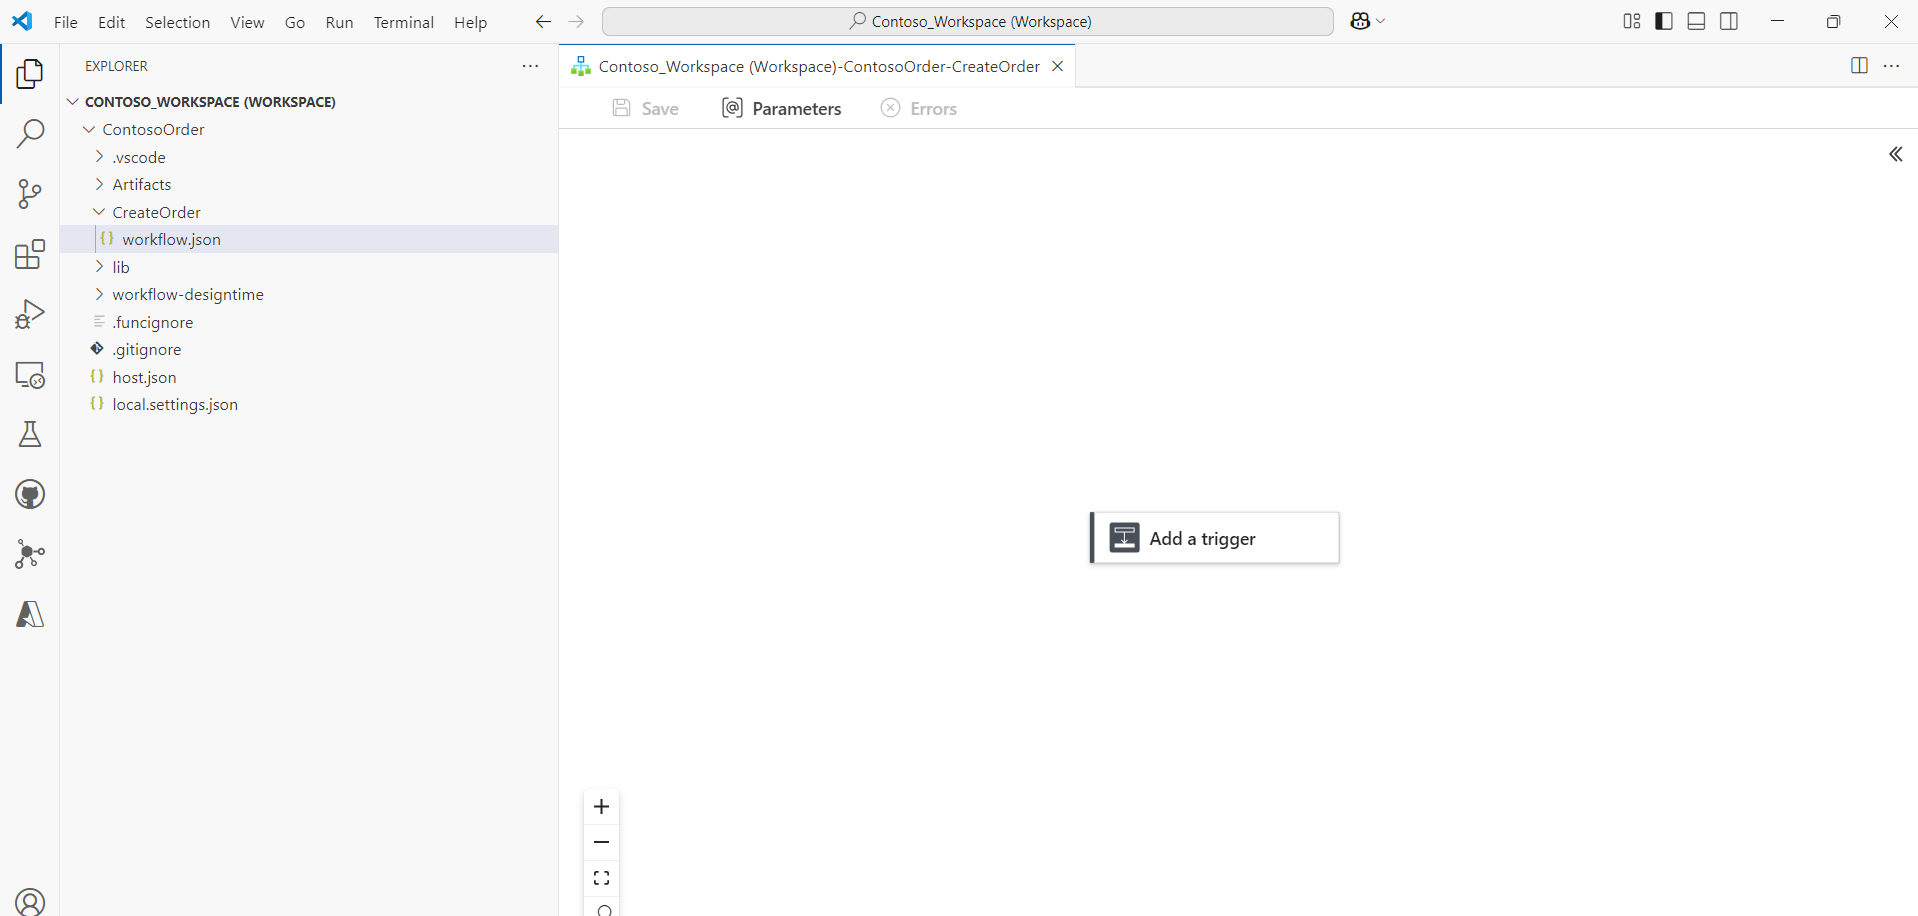 File Edit Selection View Go Run Terminal Help
Contoso_Workspace (Workspace)
EXPLORER
Contoso_Workspace (Workspace)-ContosoOrder-CreateOrder
CONTOSO_WORKSPACE (WORKSPACE)
Save Parameters Errors
ContosoOrder
.vscode
Artifacts
CreateOrder
workflow.json
lib
workflow-designtime
.funcignore
.gitignore
host.json
local.settings.json
Add a trigger